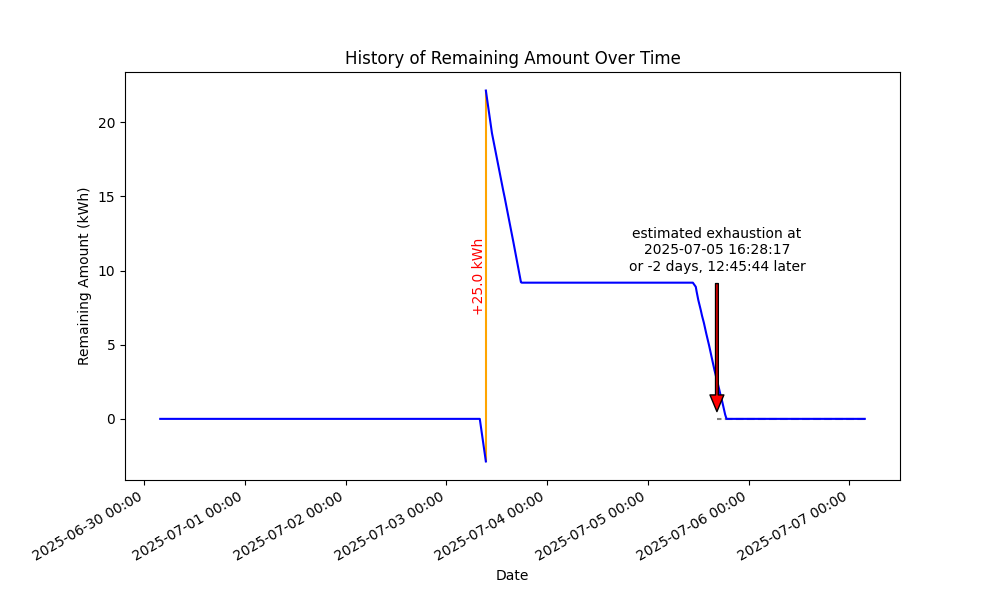 History of Remaining Amount Over Time
Remaining Amount (kWh)
20
15
10
5
0
+25.0 kWh
estimated exhaustion at
2025-07-05 16:28:17
or -2 days, 12:45:44 later
2025-06-30 00:00
2025-07-01 00:00
2025-07-02 00:00
2025-07-03 00:00
2025-07-04 00:00
2025-07-05 00:00
2025-07-06 00:00
2025-07-07 00:00
Date